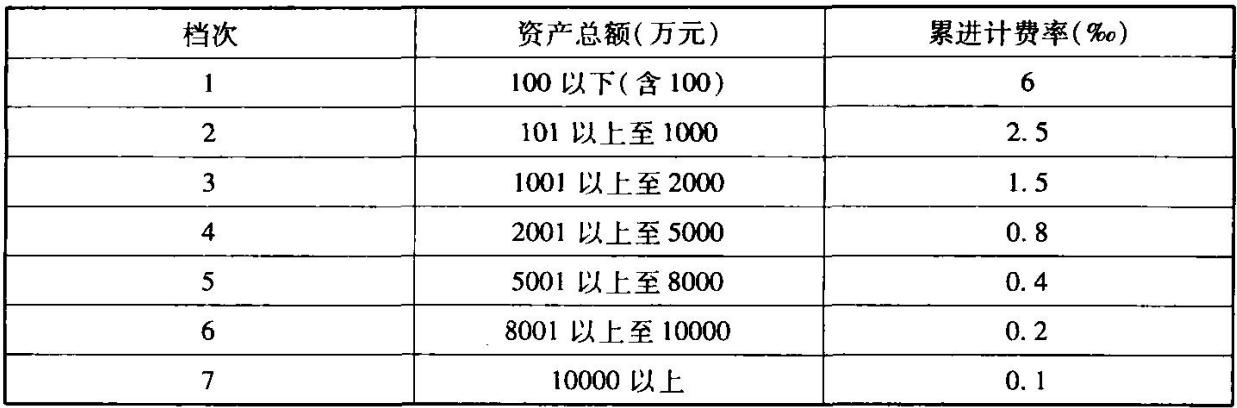 档次 资产总额(万元) 累进计费率(‰)
1 100 以下(含 100) 6
2 101 以上至 1000 2. 5
3 1001 以上至 2000 1. 5
4 2001 以上至 5000 0. 8
5 5001 以上至 8000 0. 4
6 8001 以上至 10000 0. 2
7 10000 以上 0. 1